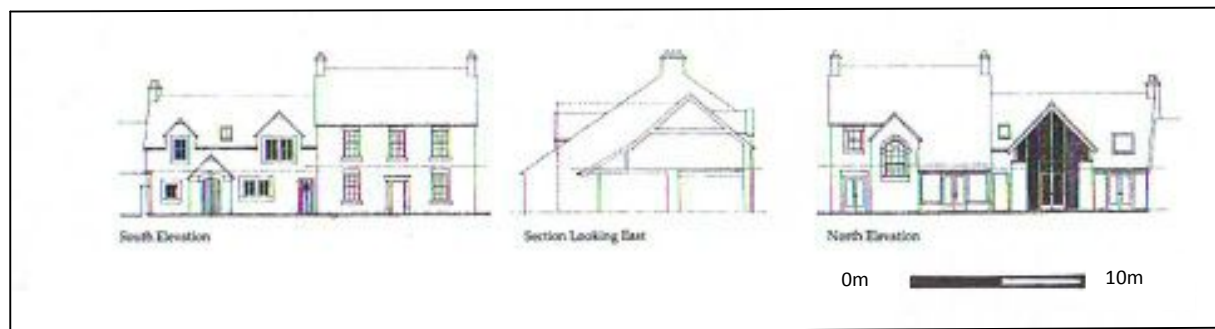 South Elevation
Section Looking East
North Elevation
0m 10m